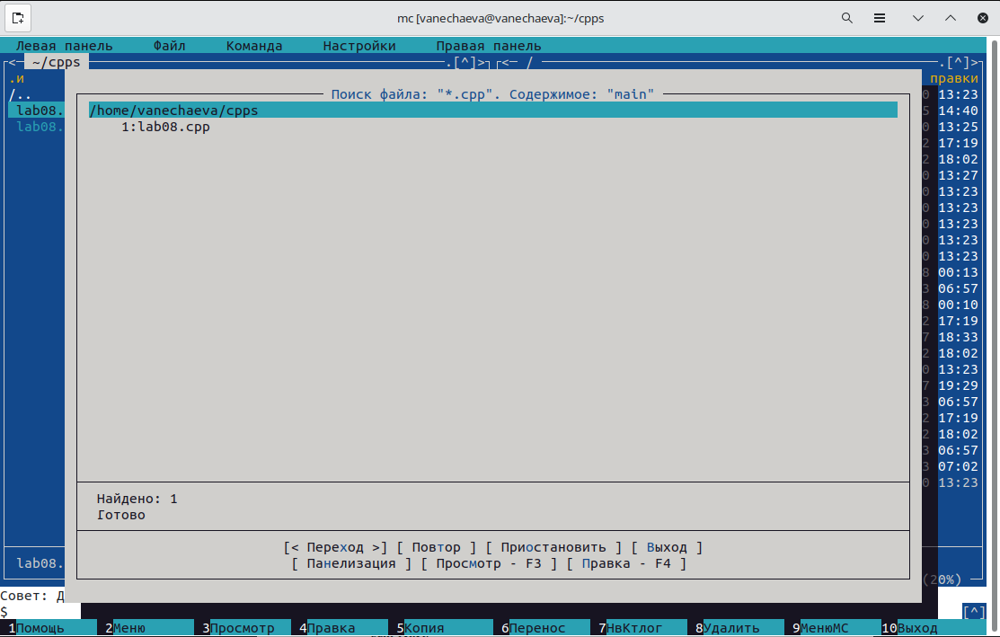 mc [vanechaeva@vanechaeva]:~/cpps
Левая панель Файл Команда Настройки Правая панель
<─ ~/cpps .[^]> <─ / .[^]>
.и правки
/.. 0 13:23
Поиск файла: "*.cpp". Содержимое: "main"
lab08. /home/vanechaeva/cpps 5 14:40
lab08. 1:lab08.cpp 0 13:25
2 17:19
2 18:02
0 13:27
0 13:23
0 13:23
0 13:23
0 13:23
0 13:23
8 00:13
3 06:57
8 00:10
2 17:19
7 18:33
2 18:02
0 13:23
7 19:29
3 06:57
2 17:19
2 18:02
3 06:57
3 07:02
0 13:23
Найдено: 1
Готово
[< Переход >] [ Повтор ] [ Приостановить ] [ Выход ]
lab08. [ Панелизация ] [ Просмотр - F3 ] [ Правка - F4 ]
(20%)
Совет: Д
$ [^]
1Помощь 2Меню 3Просмотр 4Правка 5Копия 6Перенос 7НвКтлог 8Удалить 9МенюМС 10Выход